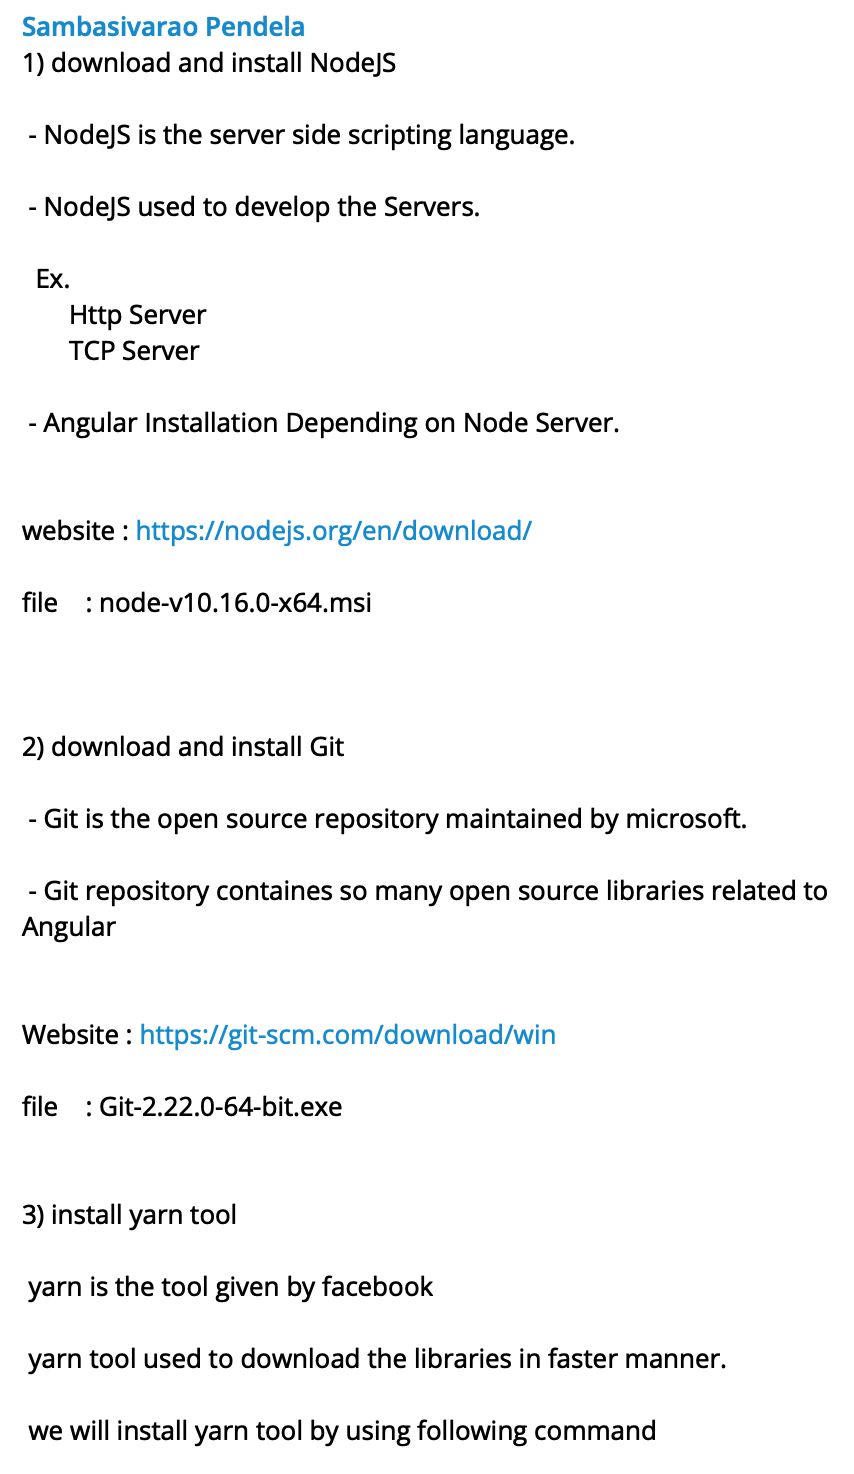 Sambasivarao Pendela
1) download and install NodeJS
- NodeJS is the server side scripting language.
- NodeJS used to develop the Servers.
Ex.
Http Server
TCP Server
- Angular Installation Depending on Node Server.
website : https://nodejs.org/en/download/
file : node-v10.16.0-x64.msi
2) download and install Git
- Git is the open source repository maintained by microsoft.
- Git repository containes so many open source libraries related to
Angular
Website : https://git-scm.com/download/win
file : Git-2.22.0-64-bit.exe
3) install yarn tool
yarn is the tool given by facebook
yarn tool used to download the libraries in faster manner.
we will install yarn tool by using following command